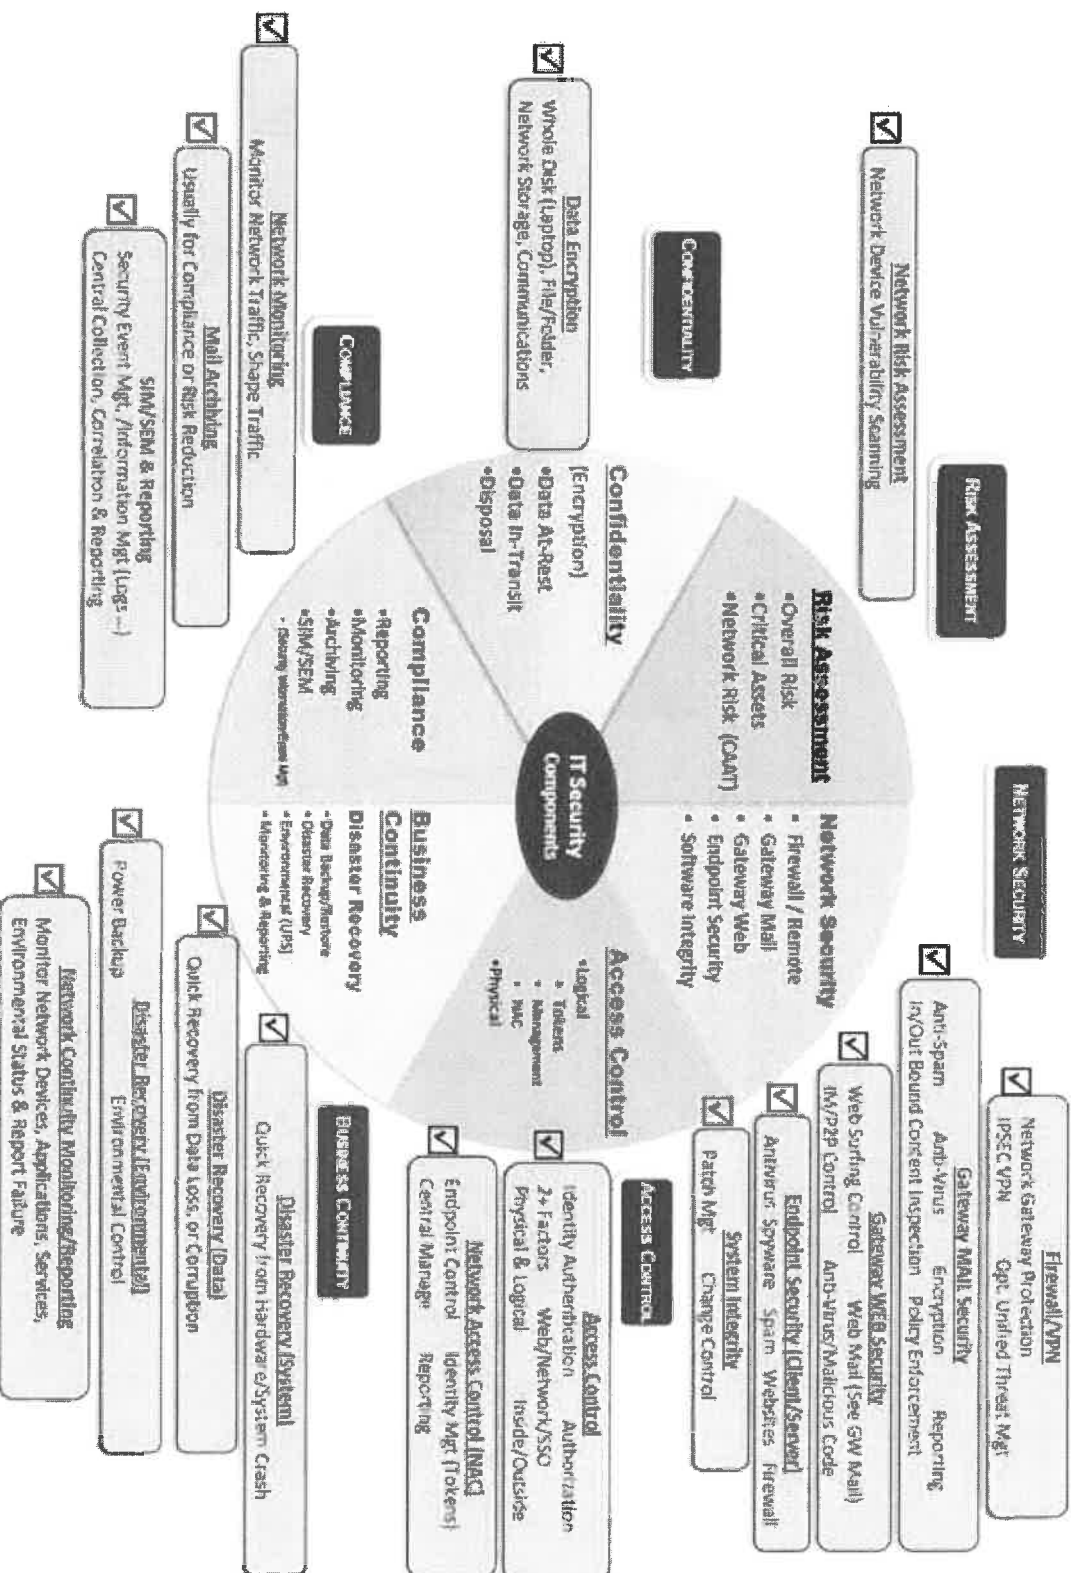 RISK ASSESSMENT
Network Risk Assessment
Network Device Vulnerability Scanning
CONFIDENTIALITY
Data Encryption
Whole Disk (Laptop), File/Folder,
Network Storage, Communications
COMPLIANCE
Network Monitoring
Monitor Network Traffic, Shape Traffic
Mail Archiving
Usually for Compliance or Risk Reduction
SIM/SEM & Reporting
Security Event Mgt. /Information Mgt (Logs ...)
Central Collection, Correlation & Reporting
IT Security
Components
Risk Assessment
•Overall Risk
•Critical Assets
•Network Risk (OAAT)
Network Security
• Firewall / Remote
• Gateway Mail
• Gateway Web
• Endpoint Security
• Software Integrity
Confidentiality
(Encryption)
•Data At-Rest
•Data In-Transit
•Disposal
Access Control
•Logical
• Tokens
• Management
• NAC
•Physical
Compliance
•Reporting
•Monitoring
•Archiving
•SIM/SEM
Business
Continuity
Disaster Recovery
• Data Backup/Restore
• Disaster Recovery
• Environmental (UPS)
• Monitoring & Reporting
NETWORK SECURITY
Firewall/VPN
Network Gateway Protection
IPSEC VPN Opt. Unified Threat Mgt
Gateway MAIL Security
Anti-Spam Anti-Virus Encryption Reporting
In/Out Bound Content Inspection Policy Enforcement
Gateway WEB Security
Web Surfing Control Web Mail (See GW Mail)
IM/P2P Control Anti-Virus/Malicious Code
Endpoint Security (Client/Server)
Antivirus Spyware Spam Websites Firewall
System Integrity
Patch Mgt Change Control
ACCESS CONTROL
Access Control
Identity Authentication Authorization
2+ Factors Web/Network/SSO
Physical & Logical Inside/Outside
Network Access Control (NAC)
Endpoint Control Identity Mgt (Tokens)
Central Manage Reporting
BUSINESS CONTINUITY
Disaster Recovery (System)
Quick Recovery from Hardware/System Crash
Disaster Recovery (Data)
Quick Recovery from Data Loss, or Corruption
Disaster Recovery (Environmental)
Power Backup Environmental Control
Network Continuity Monitoring/Reporting
Monitor Network Devices, Applications, Services,
Environmental Status & Report Failure